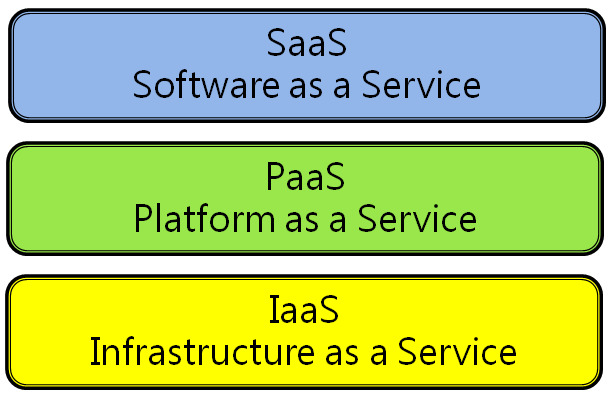 SaaS
Software as a Service
PaaS
Platform as a Service
IaaS
Infrastructure as a Service